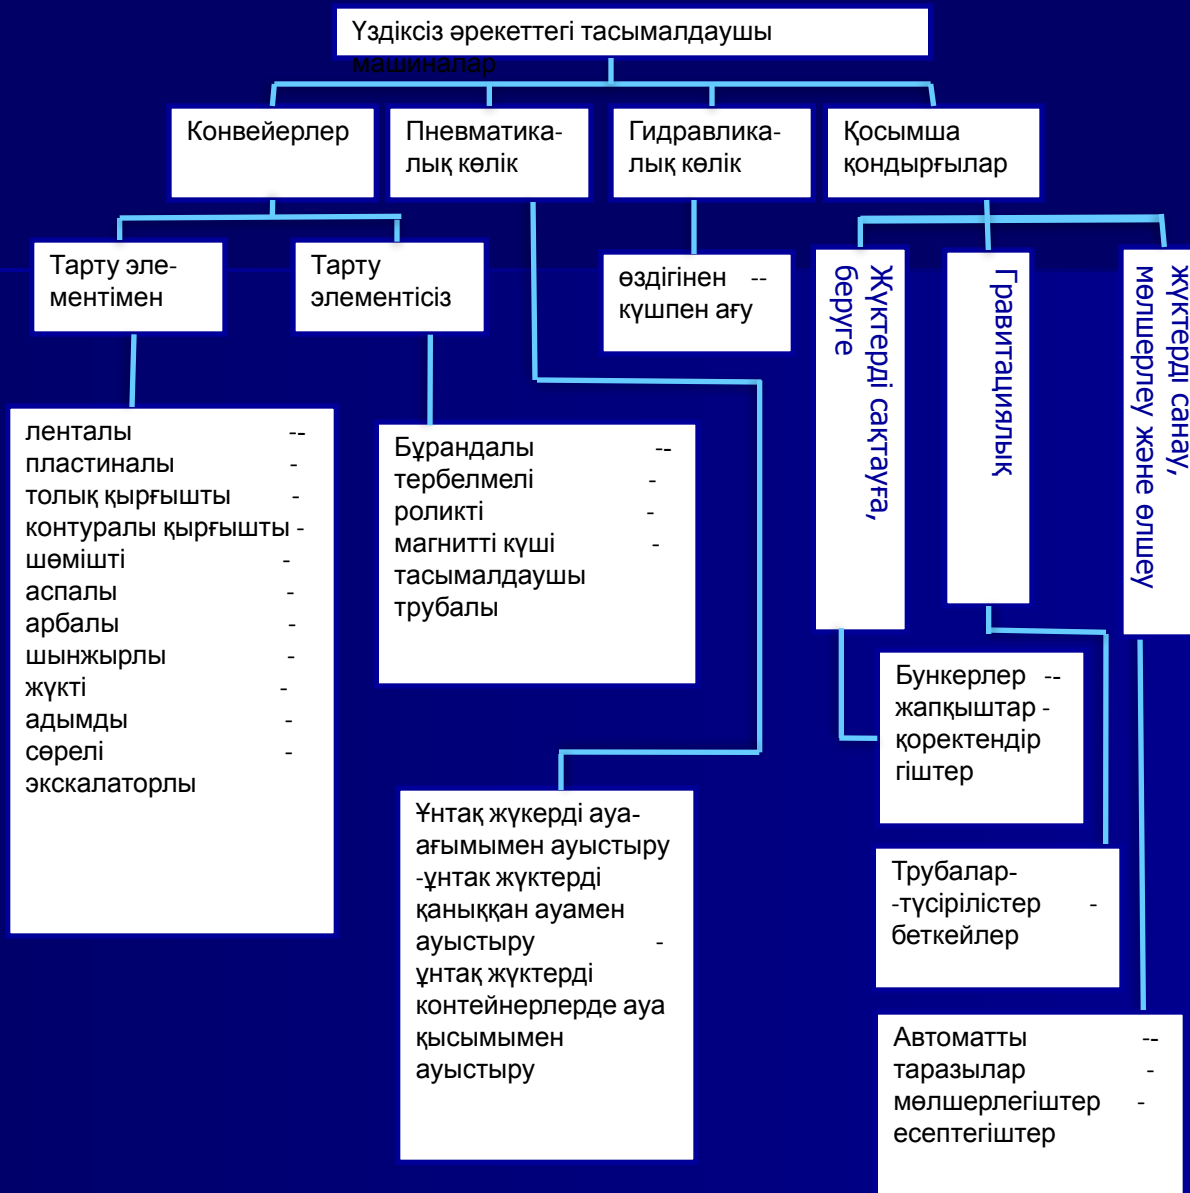 Үздіксіз әрекеттегі тасымалдаушы
машиналар
Конвейерлер
Пневматика-
лық көлік
Гидравлика-
лық көлік
Қосымша
қондырғылар
Тарту эле-
ментімен
Тарту
элементісіз
өздігінен --
күшпен ағу
Жүктерді сақтауға,
беруге
Гравитациялық
жүктерді санау,
мөлшерлеу және өлшеу
ленталы --
пластиналы -
толық қырғышты -
контуралы қырғышты -
шөмішті -
аспалы -
арбалы -
шынжырлы -
жүкті -
адымды -
сөрелі -
экскалаторлы
Бұрандалы --
тербелмелі -
роликті -
магнитті күші -
тасымалдаушы
трубалы
Ұнтақ жүкерді ауа-
ағымымен ауыстыру
-ұнтак жүктерді
қаныққан ауамен
ауыстыру -
ұнтақ жүктерді
контейнерлерде ауа
қысымымен
ауыстыру
Бункерлер --
жапқыштар -
қоректендір
гіштер
Трубалар-
-түсірілістер -
беткейлер
Автоматты --
таразылар -
мөлшерлегіштер -
есептегіштер